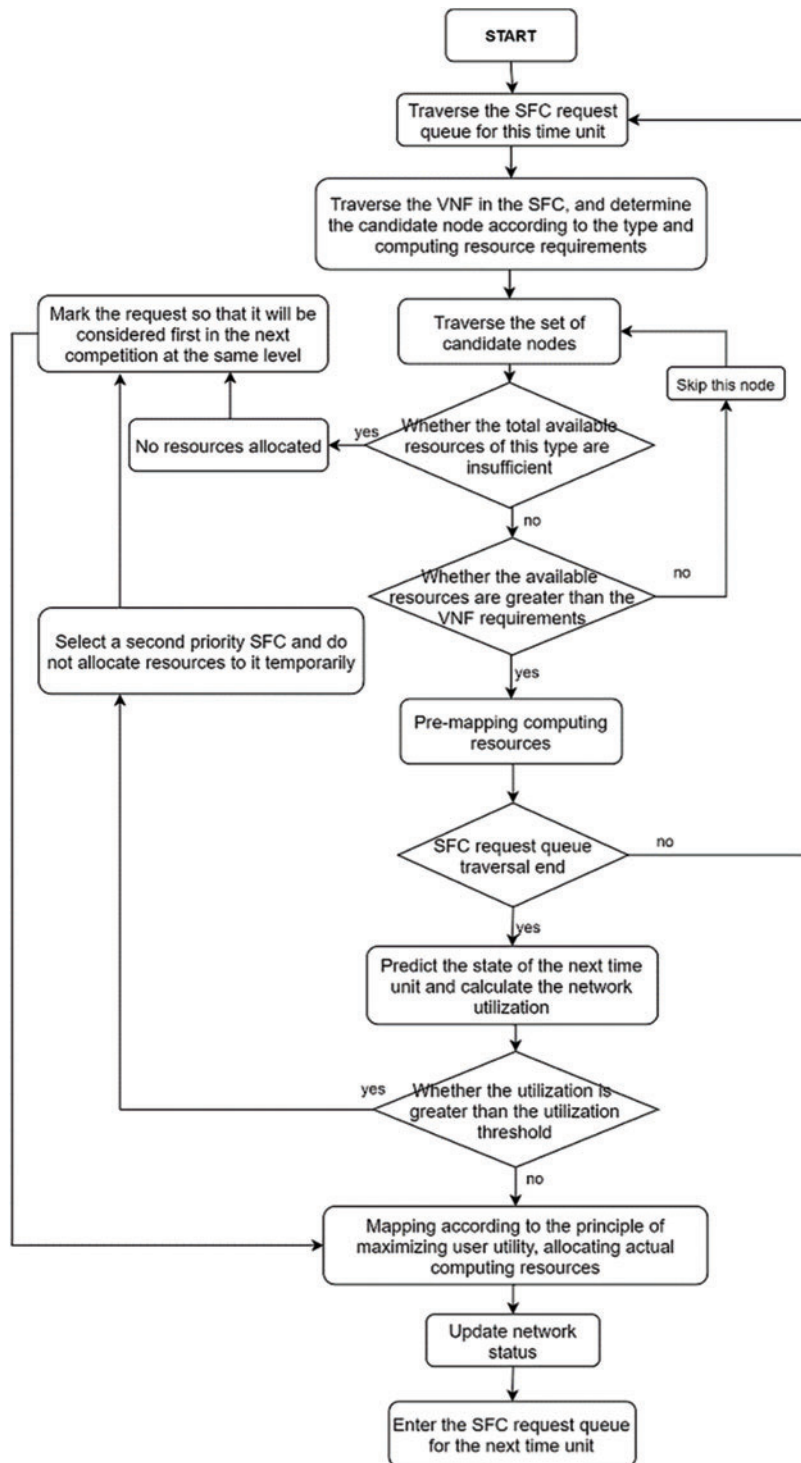 START
Traverse the SFC request
queue for this time unit
Traverse the VNF in the SFC, and determine
the candidate node according to the type and
computing resource requirements
Mark the request so that it will be
considered first in the next
competition at the same level
Traverse the set of
candidate nodes
Skip this node
No resources allocated
yes
Whether the total available
resources of this type are
insufficient
no
Whether the available
resources are greater than the
VNF requirements
no
Select a second priority SFC and do
not allocate resources to it temporarily
yes
Pre-mapping computing
resources
SFC request queue
traversal end
no
yes
Predict the state of the next time
unit and calculate the network
utilization
yes
Whether the utilization is
greater than the utilization
threshold
no
Mapping according to the principle of
maximizing user utility, allocating actual
computing resources
Update network
status
Enter the SFC request queue
for the next time unit